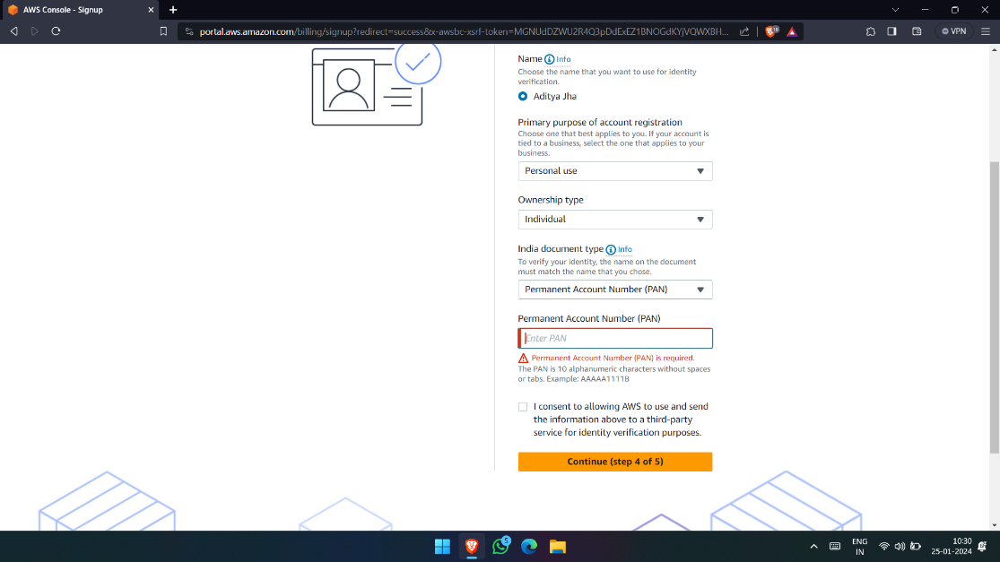 AWS Console - Signup
portal.aws.amazon.com/billing/signup?redirect=success&x-awsbc-xsrf-token=MGNUdDZWU2R4Q3pDdExEZ1BNOGdKYjVQWXBH...
18
VPN
Name Info
Choose the name that you want to use for identity
verification.
Aditya Jha
Primary purpose of account registration
Choose one that best applies to you. If your account is
tied to a business, select the one that applies to your
business.
Personal use
Ownership type
Individual
India document type Info
To verify your identity, the name on the document
must match the name that you chose.
Permanent Account Number (PAN)
Permanent Account Number (PAN)
Enter PAN
Permanent Account Number (PAN) is required.
The PAN is 10 alphanumeric characters without spaces
or tabs. Example: AAAAA1111B
I consent to allowing AWS to use and send
the information above to a third-party
service for identity verification purposes.
Continue (step 4 of 5)
5
ENG
IN
10:30
25-01-2024